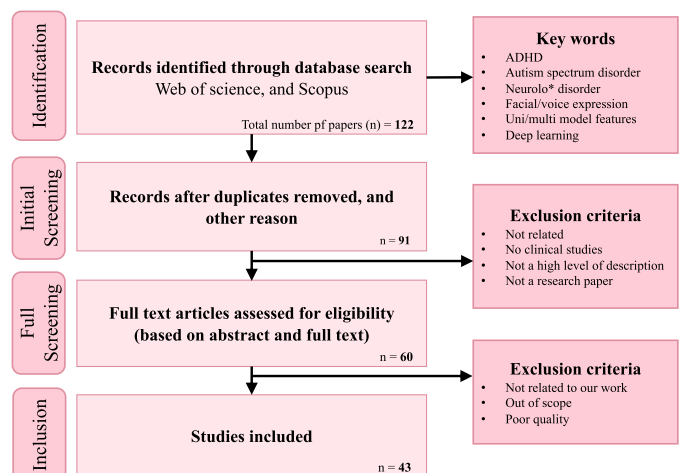 Identification
Records identified through database search
Web of science, and Scopus
Total number pf papers (n) = 122
Key words
• ADHD
• Autism spectrum disorder
• Neurolo* disorder
• Facial/voice expression
• Uni/multi model features
• Deep learning
Initial
Screening
Records after duplicates removed, and
other reason
n = 91
Exclusion criteria
• Not related
• No clinical studies
• Not a high level of description
• Not a research paper
Full
Screening
Full text articles assessed for eligibility
(based on abstract and full text)
n = 60
Exclusion criteria
• Not related to our work
• Out of scope
• Poor quality
Inclusion
Studies included
n = 43